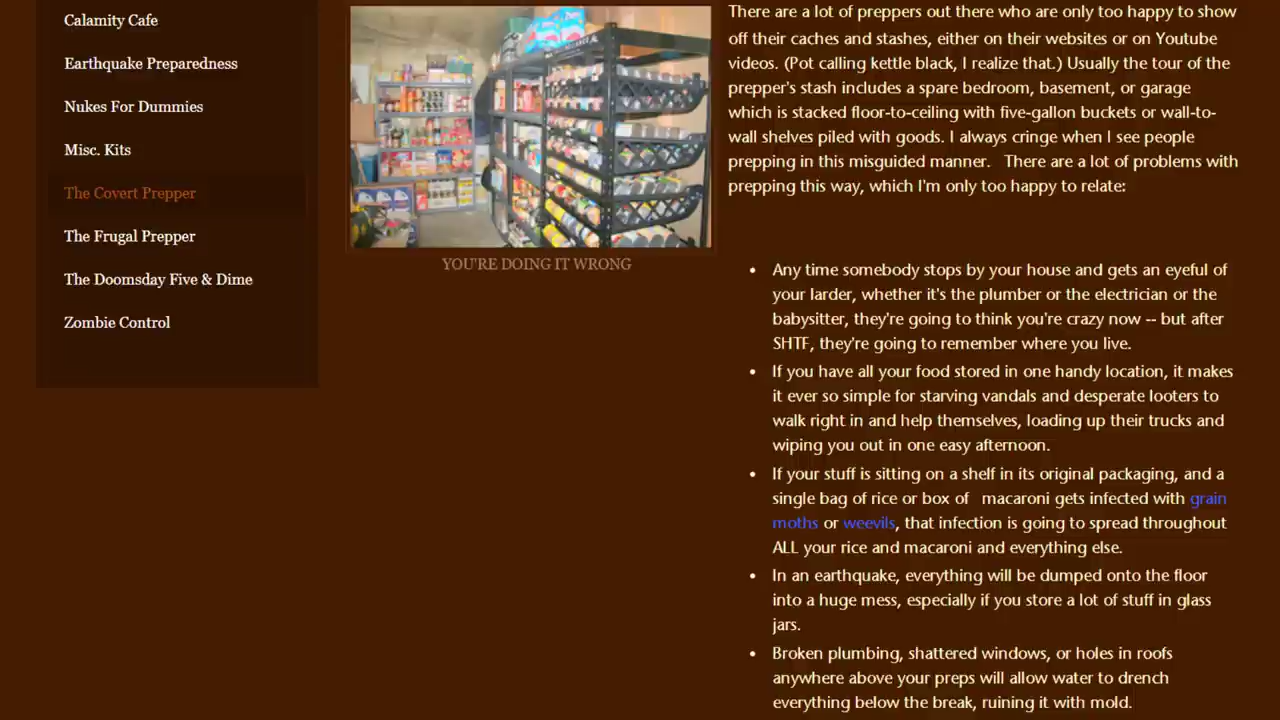 Calamity Cafe
Earthquake Preparedness
Nukes For Dummies
Misc. Kits
The Covert Prepper
The Frugal Prepper
The Doomsday Five & Dime
Zombie Control
YOU'RE DOING IT WRONG
There are a lot of preppers out there who are only too happy to show
off their caches and stashes, either on their websites or on Youtube
videos. (Pot calling kettle black, I realize that.) Usually the tour of the
prepper's stash includes a spare bedroom, basement, or garage
which is stacked floor-to-ceiling with five-gallon buckets or wall-to-
wall shelves piled with goods. I always cringe when I see people
prepping in this misguided manner. There are a lot of problems with
prepping this way, which I'm only too happy to relate:
• Any time somebody stops by your house and gets an eyeful of
your larder, whether it's the plumber or the electrician or the
babysitter, they're going to think you're crazy now -- but after
SHTF, they're going to remember where you live.
• If you have all your food stored in one handy location, it makes
it ever so simple for starving vandals and desperate looters to
walk right in and help themselves, loading up their trucks and
wiping you out in one easy afternoon.
• If your stuff is sitting on a shelf in its original packaging, and a
single bag of rice or box of macaroni gets infected with grain
moths or weevils, that infection is going to spread throughout
ALL your rice and macaroni and everything else.
• In an earthquake, everything will be dumped onto the floor
into a huge mess, especially if you store a lot of stuff in glass
jars.
• Broken plumbing, shattered windows, or holes in roofs
anywhere above your preps will allow water to drench
everything below the break, ruining it with mold.